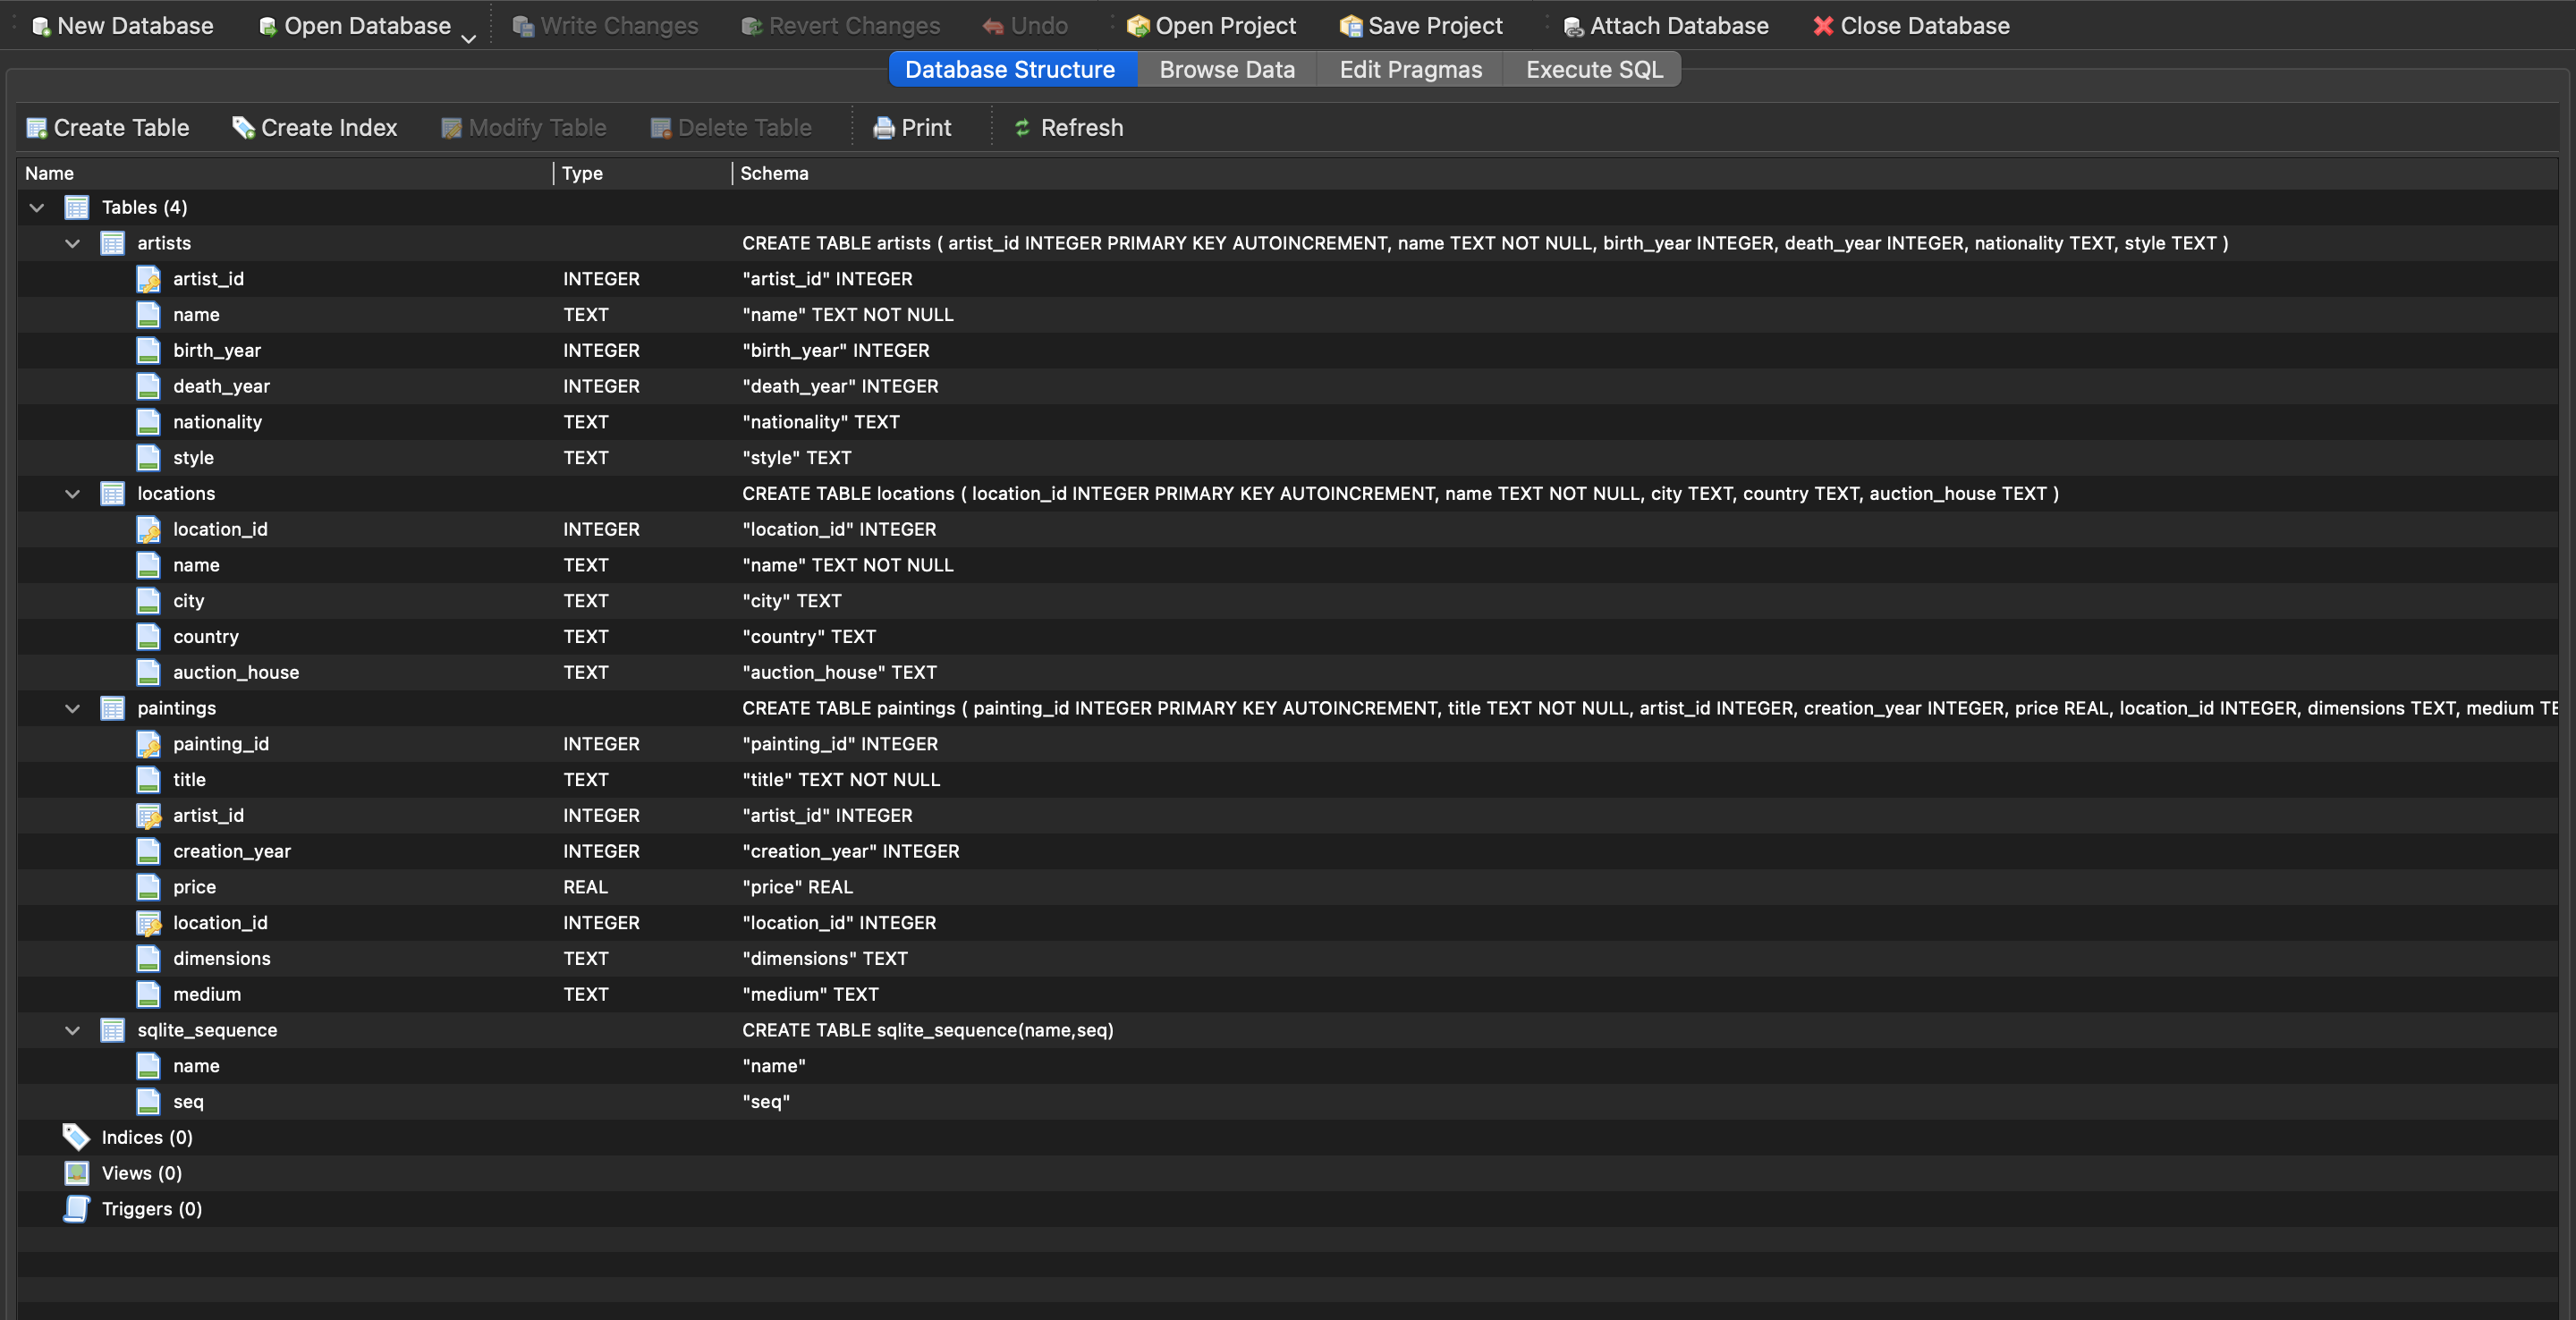 New Database Open Database Write Changes Revert Changes Undo Open Project Save Project Attach Database Close Database
Database Structure Browse Data Edit Pragmas Execute SQL
Create Table Create Index Modify Table Delete Table Print Refresh
Name Type Schema
Tables (4)
artists CREATE TABLE artists ( artist_id INTEGER PRIMARY KEY AUTOINCREMENT, name TEXT NOT NULL, birth_year INTEGER, death_year INTEGER, nationality TEXT, style TEXT )
artist_id INTEGER "artist_id" INTEGER
name TEXT "name" TEXT NOT NULL
birth_year INTEGER "birth_year" INTEGER
death_year INTEGER "death_year" INTEGER
nationality TEXT "nationality" TEXT
style TEXT "style" TEXT
locations CREATE TABLE locations ( location_id INTEGER PRIMARY KEY AUTOINCREMENT, name TEXT NOT NULL, city TEXT, country TEXT, auction_house TEXT )
location_id INTEGER "location_id" INTEGER
name TEXT "name" TEXT NOT NULL
city TEXT "city" TEXT
country TEXT "country" TEXT
auction_house TEXT "auction_house" TEXT
paintings CREATE TABLE paintings ( painting_id INTEGER PRIMARY KEY AUTOINCREMENT, title TEXT NOT NULL, artist_id INTEGER, creation_year INTEGER, price REAL, location_id INTEGER, dimensions TEXT, medium TE
painting_id INTEGER "painting_id" INTEGER
title TEXT "title" TEXT NOT NULL
artist_id INTEGER "artist_id" INTEGER
creation_year INTEGER "creation_year" INTEGER
price REAL "price" REAL
location_id INTEGER "location_id" INTEGER
dimensions TEXT "dimensions" TEXT
medium TEXT "medium" TEXT
sqlite_sequence CREATE TABLE sqlite_sequence(name,seq)
name "name"
seq "seq"
Indices (0)
Views (0)
Triggers (0)